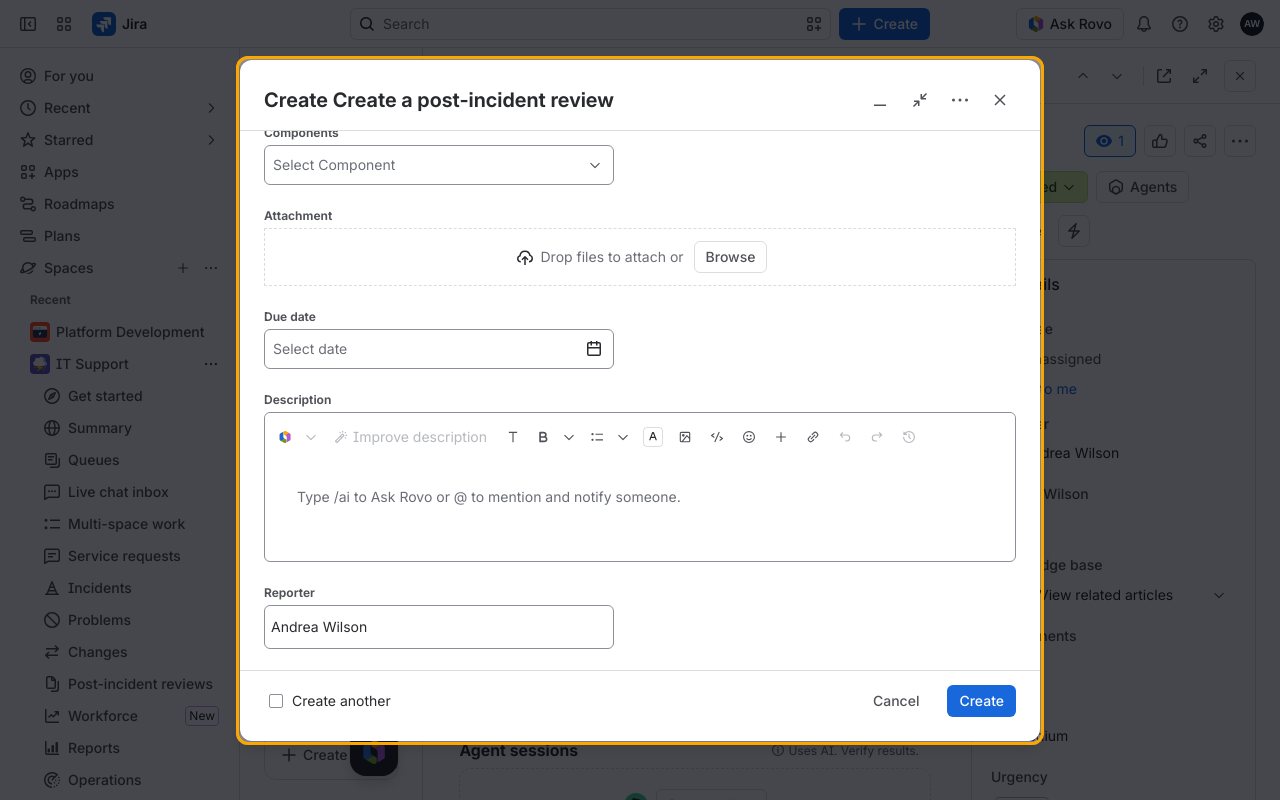 Jira
Search
Create
Ask Rovo
AW
For you
Recent
Starred
Apps
Roadmaps
Plans
Spaces
Recent
Platform Development
IT Support
Get started
Summary
Queues
Live chat inbox
Multi-space work
Service requests
Incidents
Problems
Changes
Post-incident reviews
Workforce New
Reports
Operations
Create Create a post-incident review
Components
Select Component
Attachment
Drop files to attach or Browse
Due date
Select date
Description
Improve description
Type /ai to Ask Rovo or @ to mention and notify someone.
Reporter
Andrea Wilson
Create another
Cancel
Create
Create
Agent sessions
Uses AI. Verify results.
1
Agents
me
Wilson
View related articles
Urgency